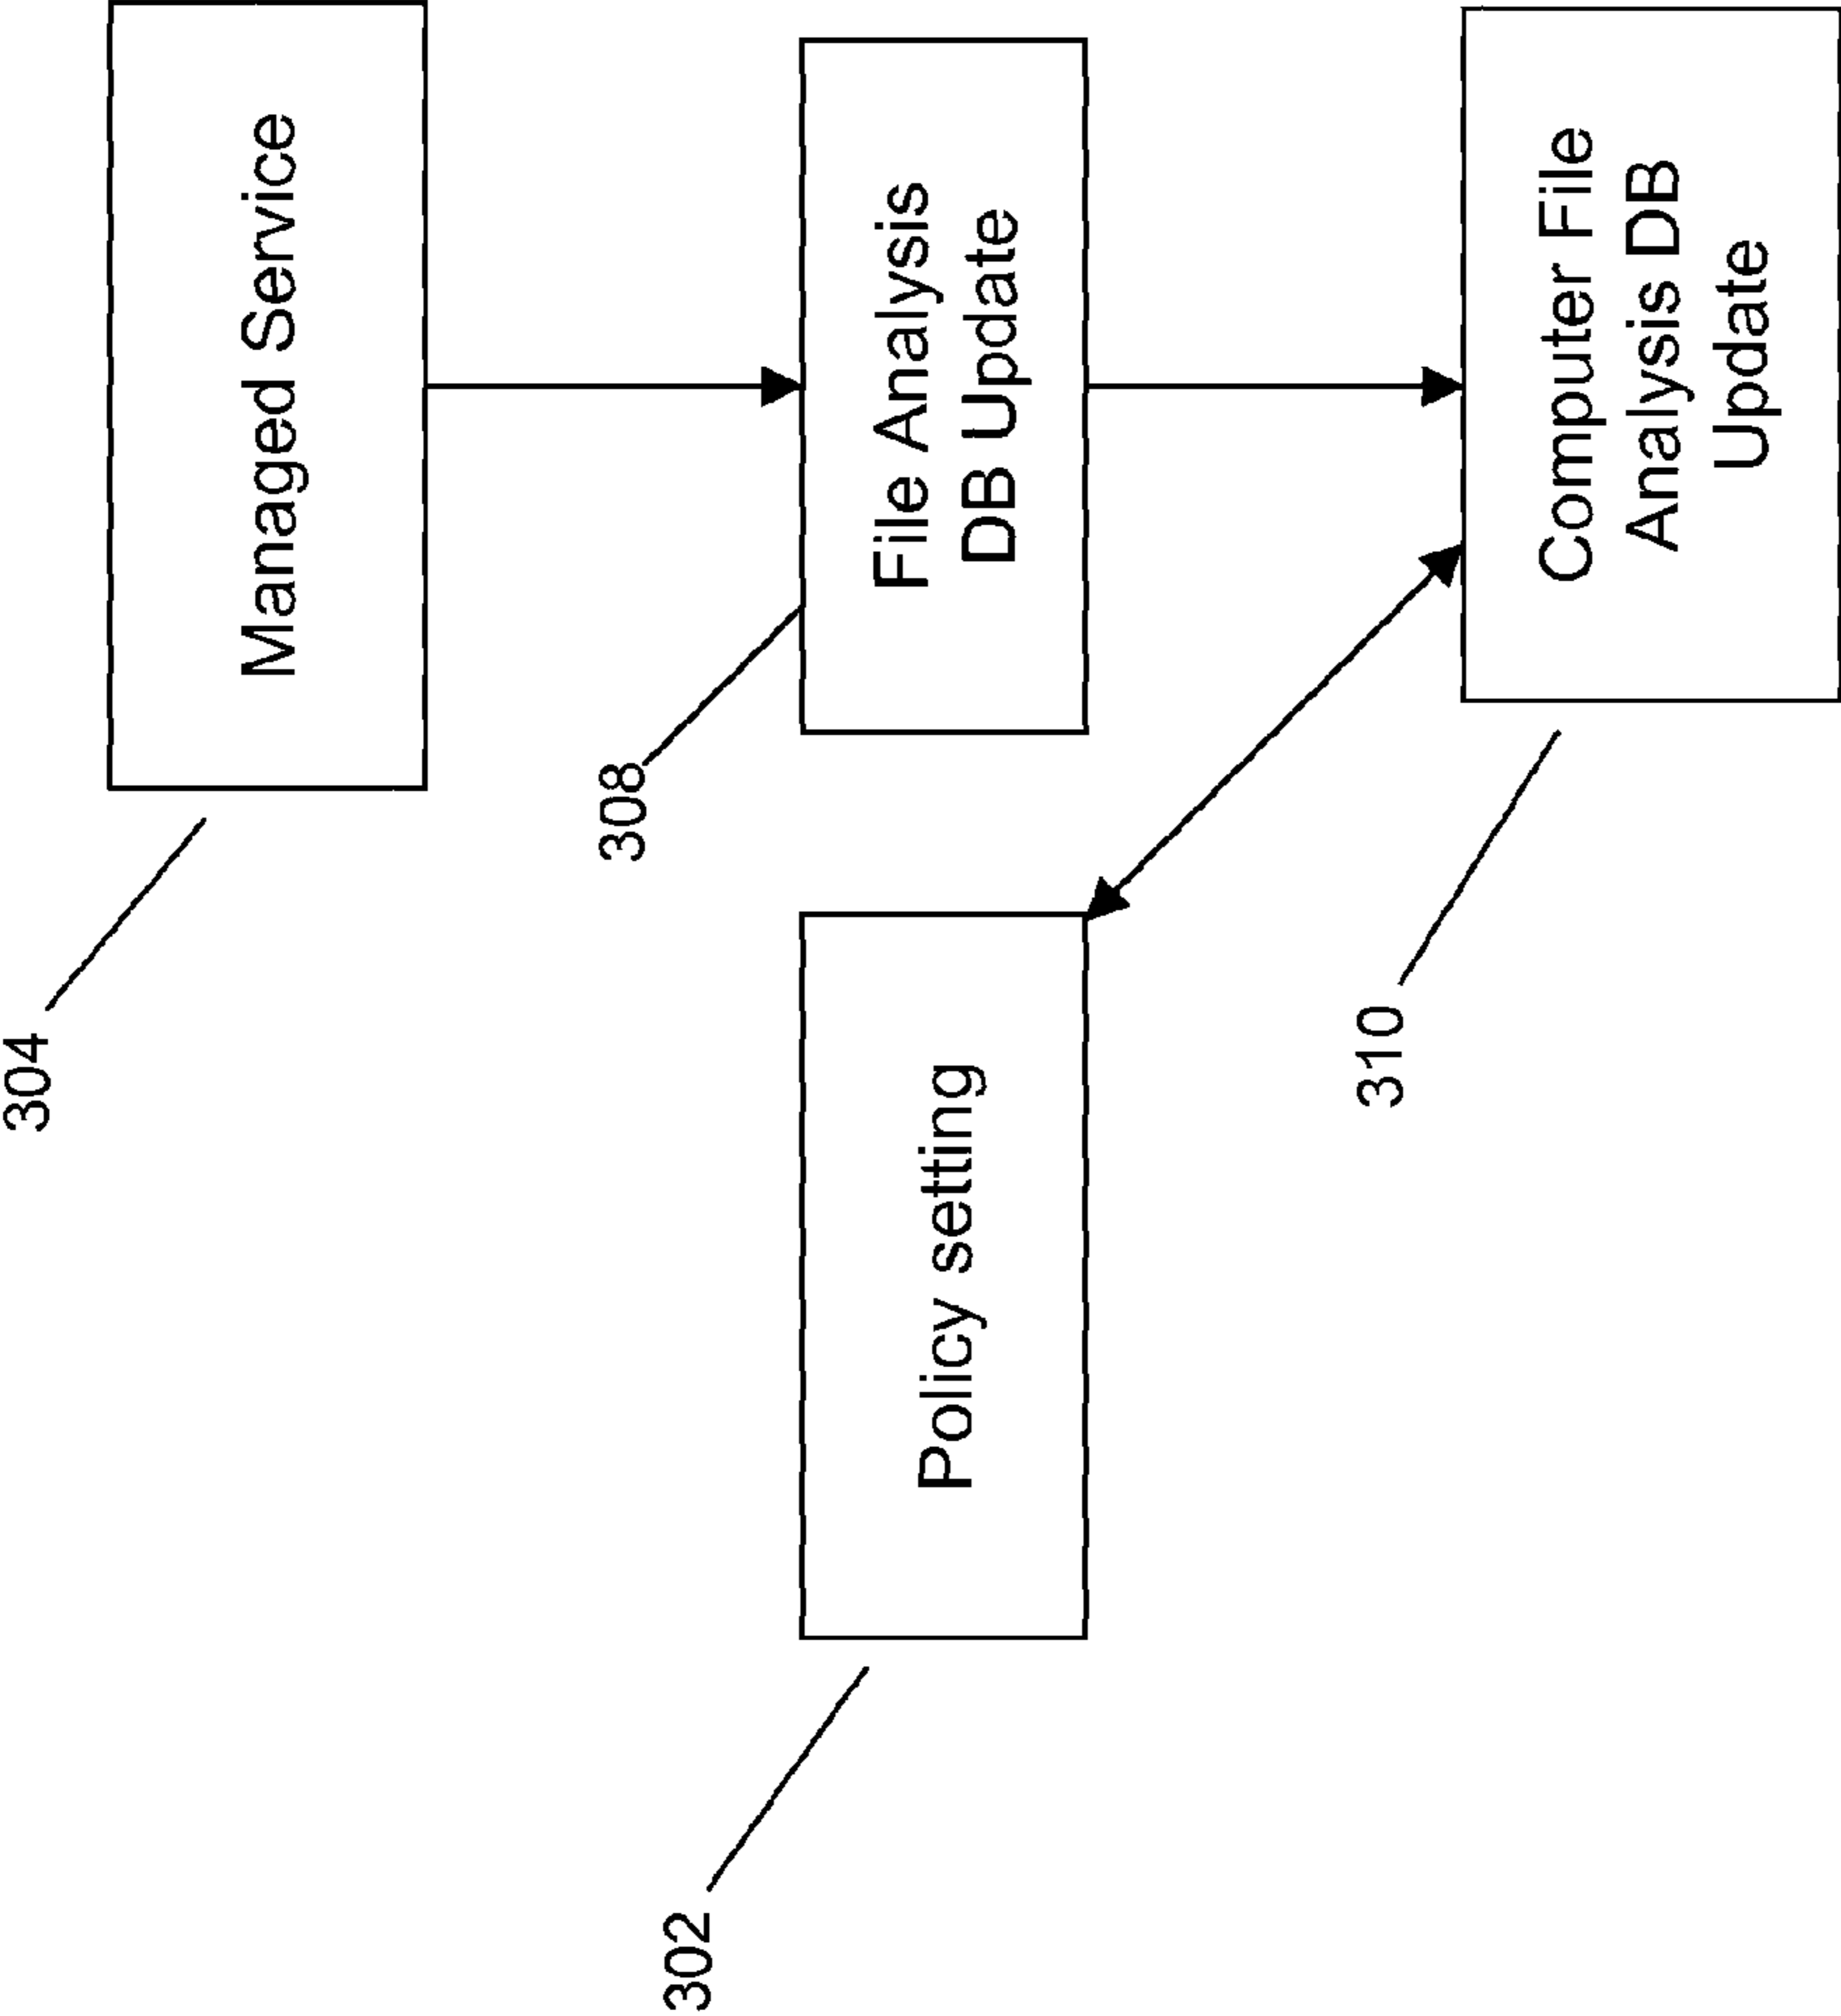 304
Managed Service
308
File Analysis
DB Update
302
Policy setting
310
Computer File
Analysis DB
Update